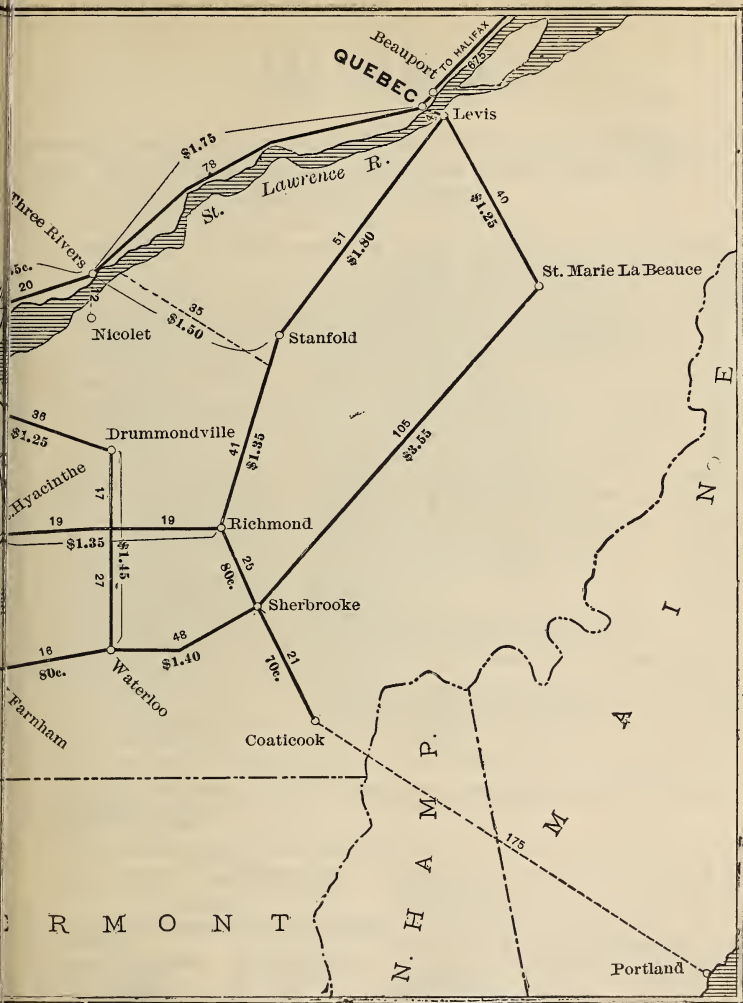 Beauport
TO HALIFAX
675
QUEBEC
Levis
$1.75
78
St. Lawrence R.
40
$1.25
51
$1.80
Three Rivers
5c.
20
12
Nicolet
35
$1.50
Stanfold
St. Marie La Beauce
36
$1.25
Drummondville
41
$1.35
105
$3.55
17
Hyacinthe
19
19
Richmond
$1.35
$1.45
27
25
80c.
Sherbrooke
16
80c.
48
$1.40
Waterloo
21
70c.
Farnham
Coaticook
MAINE
N. HAMP.
175
ERMONT
Portland